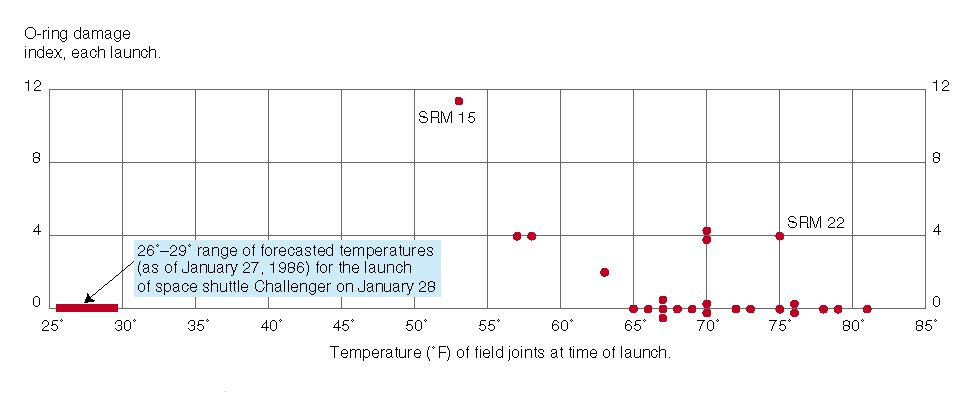 O-ring damage
index, each launch.
12
12
SRM 15
8
8
SRM 22
4
4
26°–29° range of forecasted temperatures
(as of January 27, 1986) for the launch
of space shuttle Challenger on January 28
0
0
25° 30° 35° 40° 45° 50° 55° 60° 65° 70° 75° 80° 85°
Temperature (°F) of field joints at time of launch.